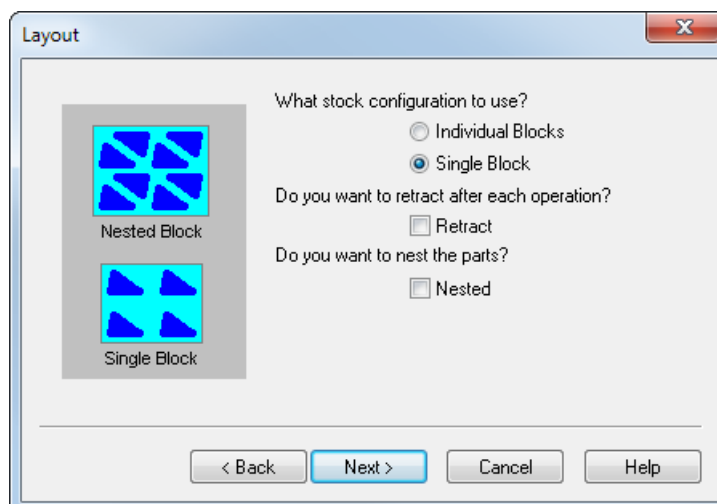 Layout
What stock configuration to use?
Individual Blocks
Single Block
Do you want to retract after each operation?
Retract
Do you want to nest the parts?
Nested
Nested Block
Single Block
< Back Next > Cancel Help